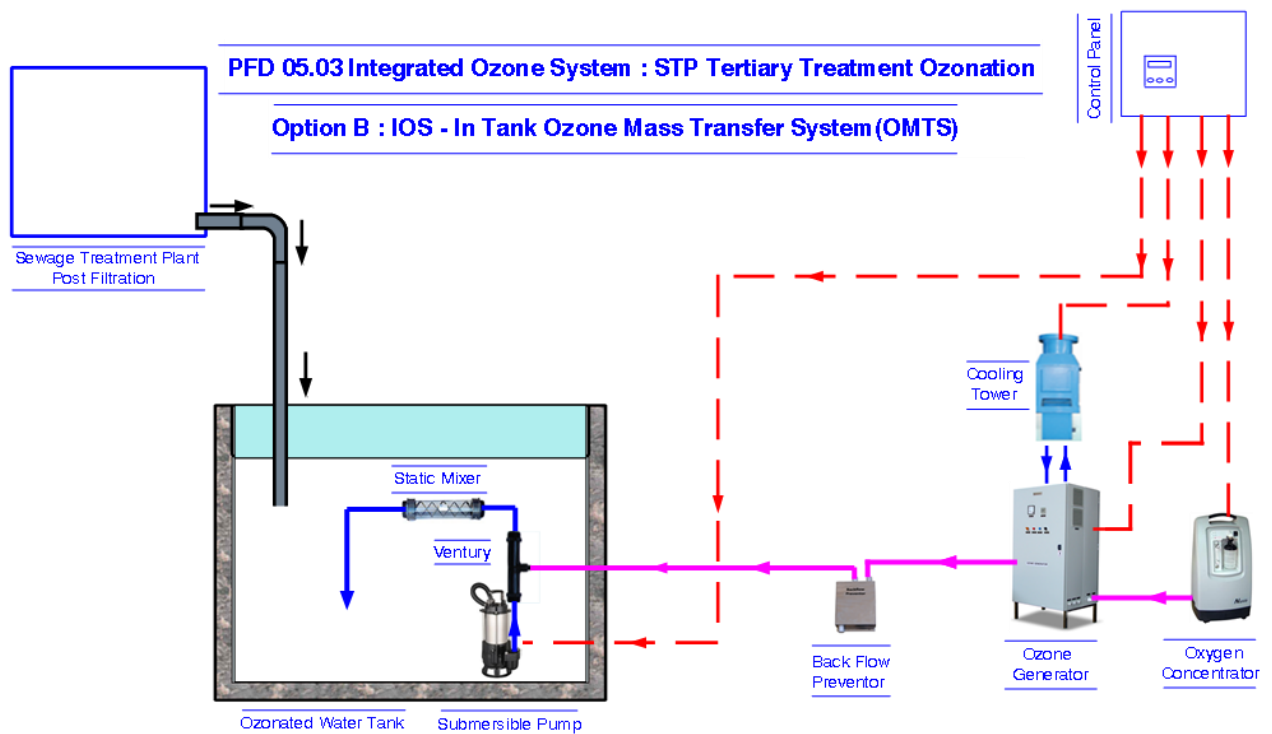 PFD 05.03 Integrated Ozone System : STP Tertiary Treatment Ozonation
Option B : IOS - In Tank Ozone Mass Transfer System (OMTS)
Control Panel
Sewage Treatment Plant
Post Filtration
Cooling
Tower
Static Mixer
Ventury
Back Flow
Preventor
Ozone
Generator
Oxygen
Concentrator
Ozonated Water Tank
Submersible Pump